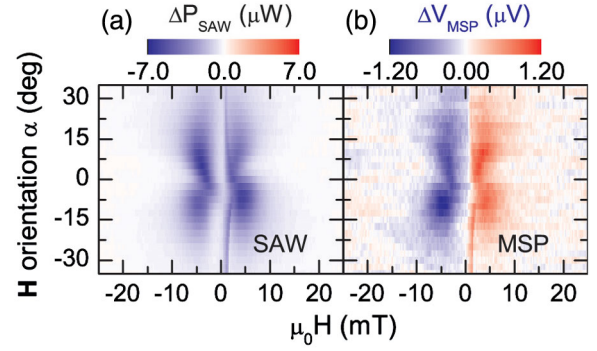 (a) ΔP_SAW (μW) (b) ΔV_MSP (μV)
-7.0 0.0 7.0 -1.20 0.00 1.20
H orientation α (deg)
30
15
0
-15
-30
SAW MSP
-20 -10 0 10 -20 -10 0 10 20
μ₀H (mT)